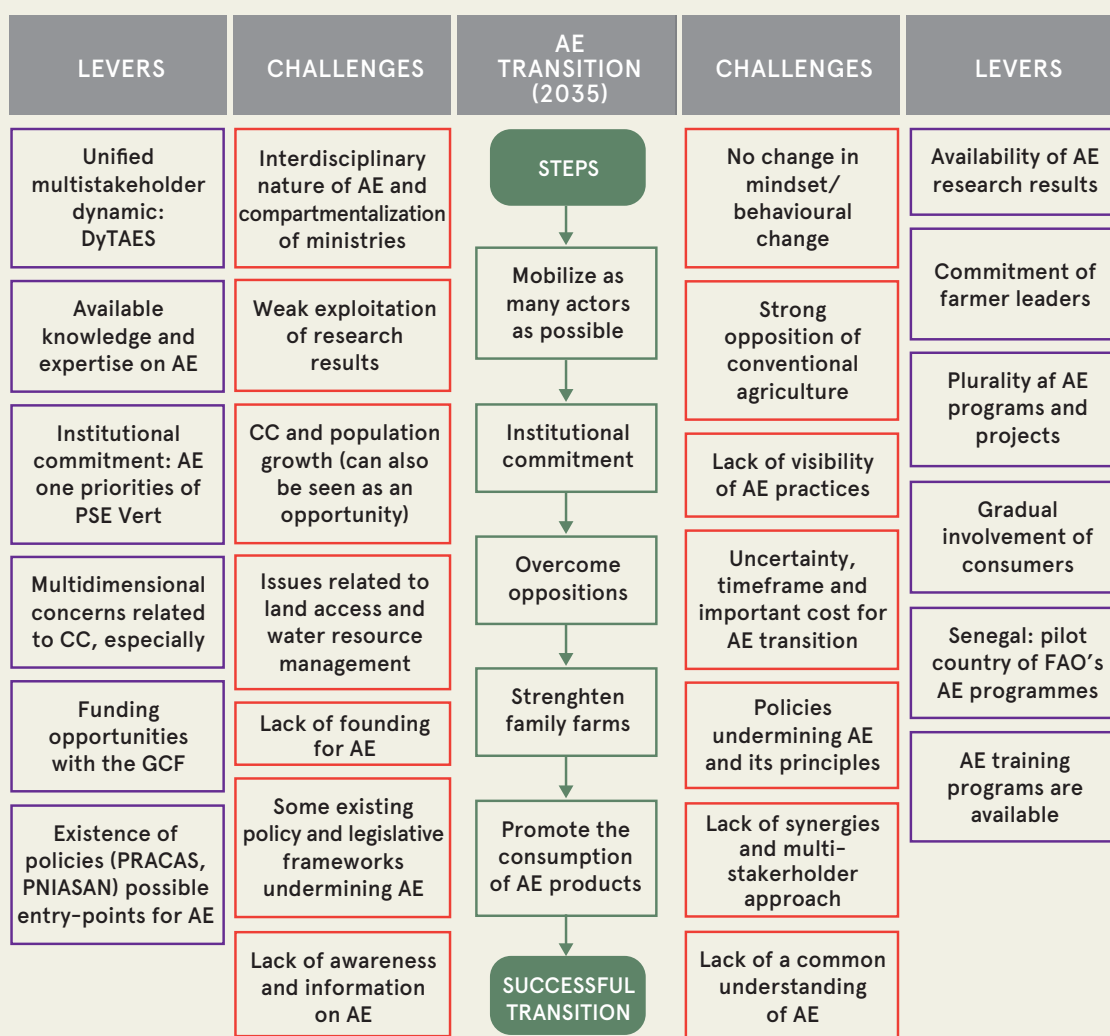 LEVERS
CHALLENGES
AE
TRANSITION
(2035)
CHALLENGES
LEVERS
Unified
multistakeholder
dynamic:
DyTAES
Available
knowledge and
expertise on AE
Institutional
commitment: AE
one priorities of
PSE Vert
Multidimensional
concerns related
to CC, especially
Funding
opportunities
with the GCF
Existence of
policies (PRACAS,
PNIASAN) possible
entry-points for AE
Interdisciplinary
nature of AE and
compartmentalization
of ministries
Weak exploitation
of research
results
CC and population
growth (can also
be seen as an
opportunity)
Issues related to
land access and
water resource
management
Lack of founding
for AE
Some existing
policy and legislative
frameworks
undermining AE
Lack of awareness
and information
on AE
STEPS
Mobilize as
many actors
as possible
Institutional
commitment
Overcome
oppositions
Strenghten
family farms
Promote the
consumption
of AE products
SUCCESSFUL
TRANSITION
No change in
mindset/
behavioural
change
Strong
opposition of
conventional
agriculture
Lack of visibility
of AE practices
Uncertainty,
timeframe and
important cost for
AE transition
Policies
undermining AE
and its principles
Lack of synergies
and multi-
stakerholder
approach
Lack of a common
understanding
of AE
Availability of AE
research results
Commitment of
farmer leaders
Plurality af AE
programs and
projects
Gradual
involvement of
consumers
Senegal: pilot
country of FAO's
AE programmes
AE training
programs are
available